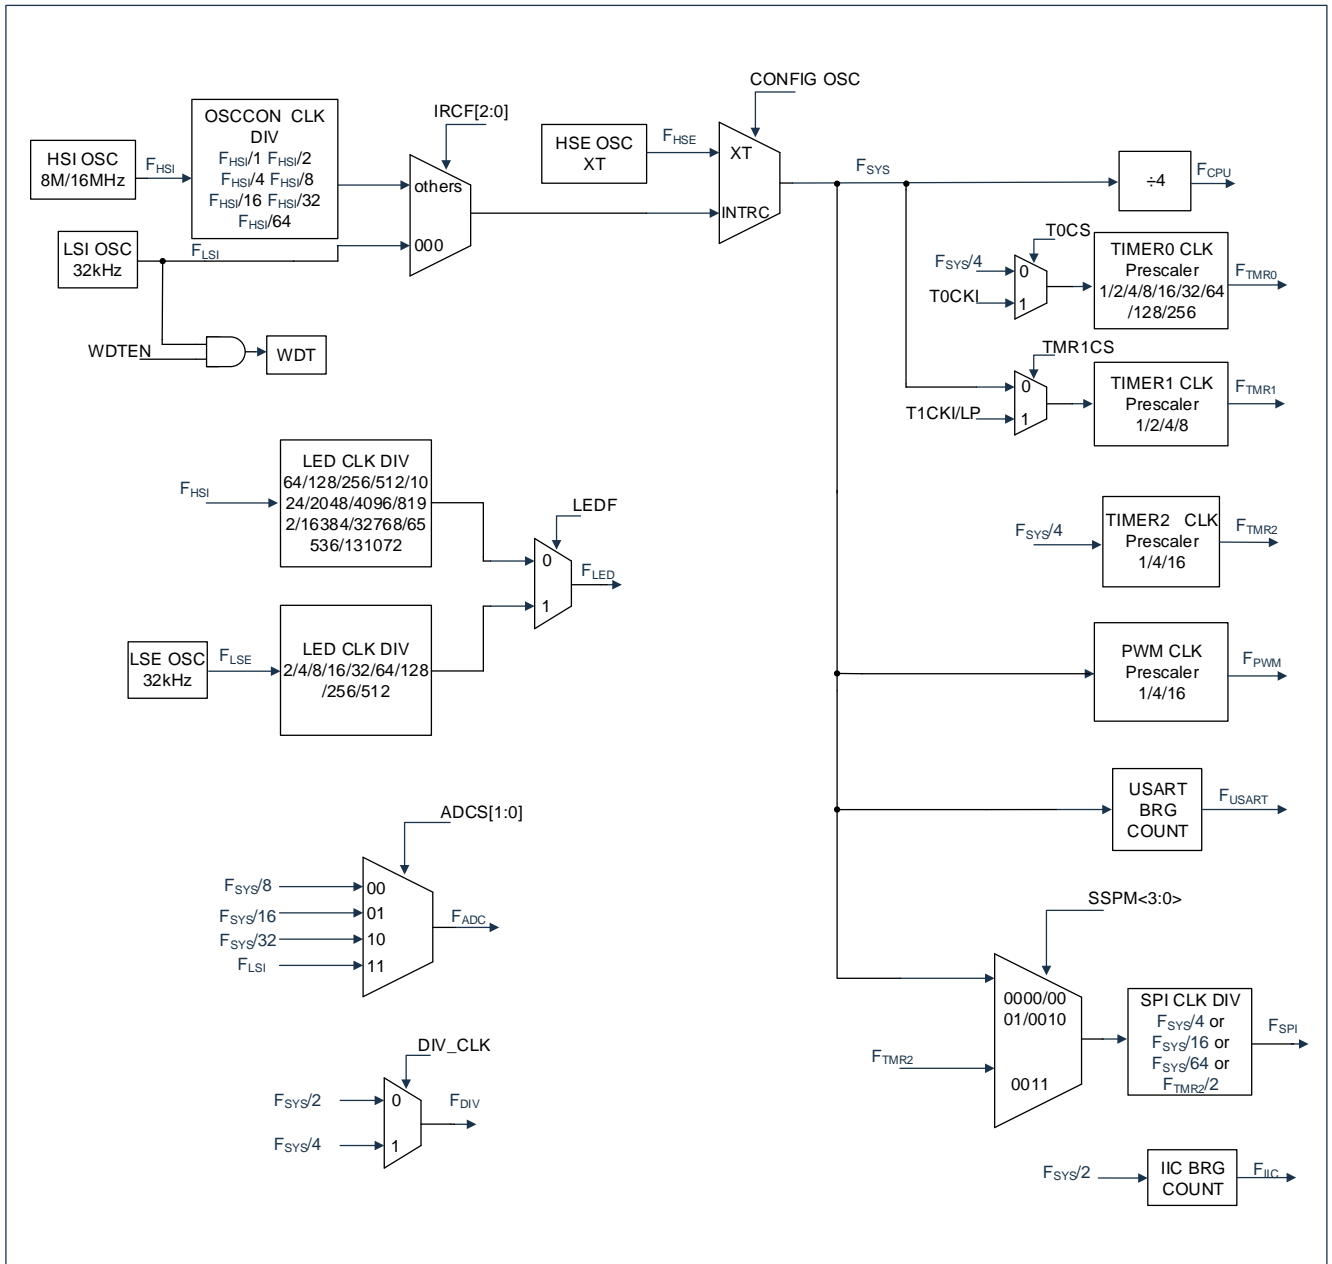 CONFIG OSC
IRCF[2:0]
OSCCON CLK
DIV
FHSI/1 FHSI/2
FHSI/4 FHSI/8
FHSI/16 FHSI/32
FHSI/64
HSI OSC
8M/16MHz
FHSI
others
000
HSE OSC
XT
FHSE
XT
INTRC
FSYS
÷4
FCPU
LSI OSC
32kHz
FLSI
WDTEN
WDT
T0CS
FSYS/4
T0CKI
0
1
TIMER0 CLK
Prescaler
1/2/4/8/16/32/64
/128/256
FTMR0
TMR1CS
T1CKI/LP
0
1
TIMER1 CLK
Prescaler
1/2/4/8
FTMR1
FHSI
LED CLK DIV
64/128/256/512/10
24/2048/4096/819
2/16384/32768/65
536/131072
LEDF
0
1
FLED
LSE OSC
32kHz
FLSE
LED CLK DIV
2/4/8/16/32/64/128
/256/512
FSYS/4
TIMER2 CLK
Prescaler
1/4/16
FTMR2
PWM CLK
Prescaler
1/4/16
FPWM
USART
BRG
COUNT
FUSART
ADCS[1:0]
FSYS/8
FSYS/16
FSYS/32
FLSI
00
01
10
11
FADC
SSPM<3:0>
0000/00
01/0010
0011
FTMR2
SPI CLK DIV
FSYS/4 or
FSYS/16 or
FSYS/64 or
FTMR2/2
FSPI
DIV_CLK
FSYS/2
FSYS/4
0
1
FDIV
FSYS/2
IIC BRG
COUNT
FIIC